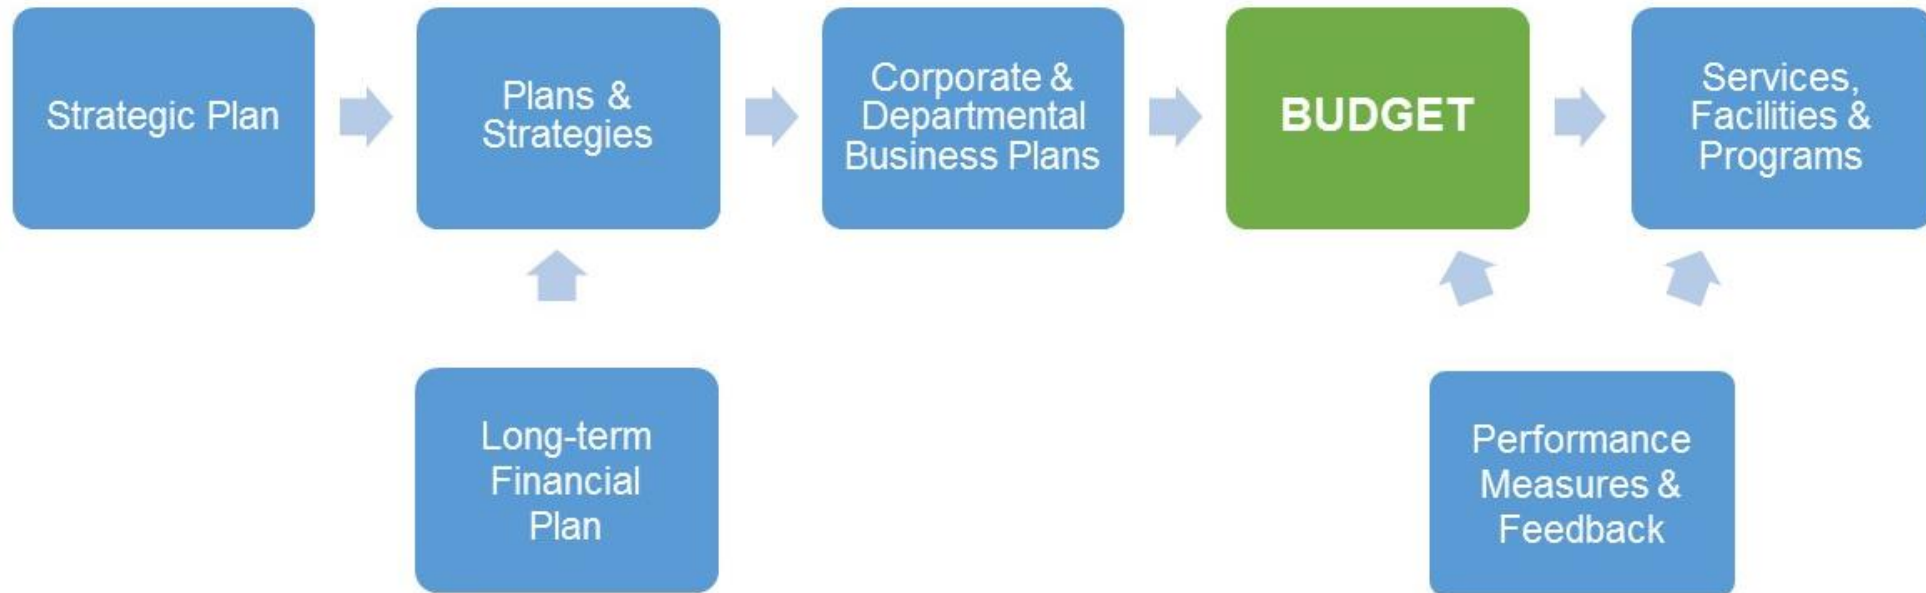 Strategic Plan
Plans &
Strategies
Corporate &
Departmental
Business Plans
BUDGET
Services,
Facilities &
Programs
Long-term
Financial
Plan
Performance
Measures &
Feedback